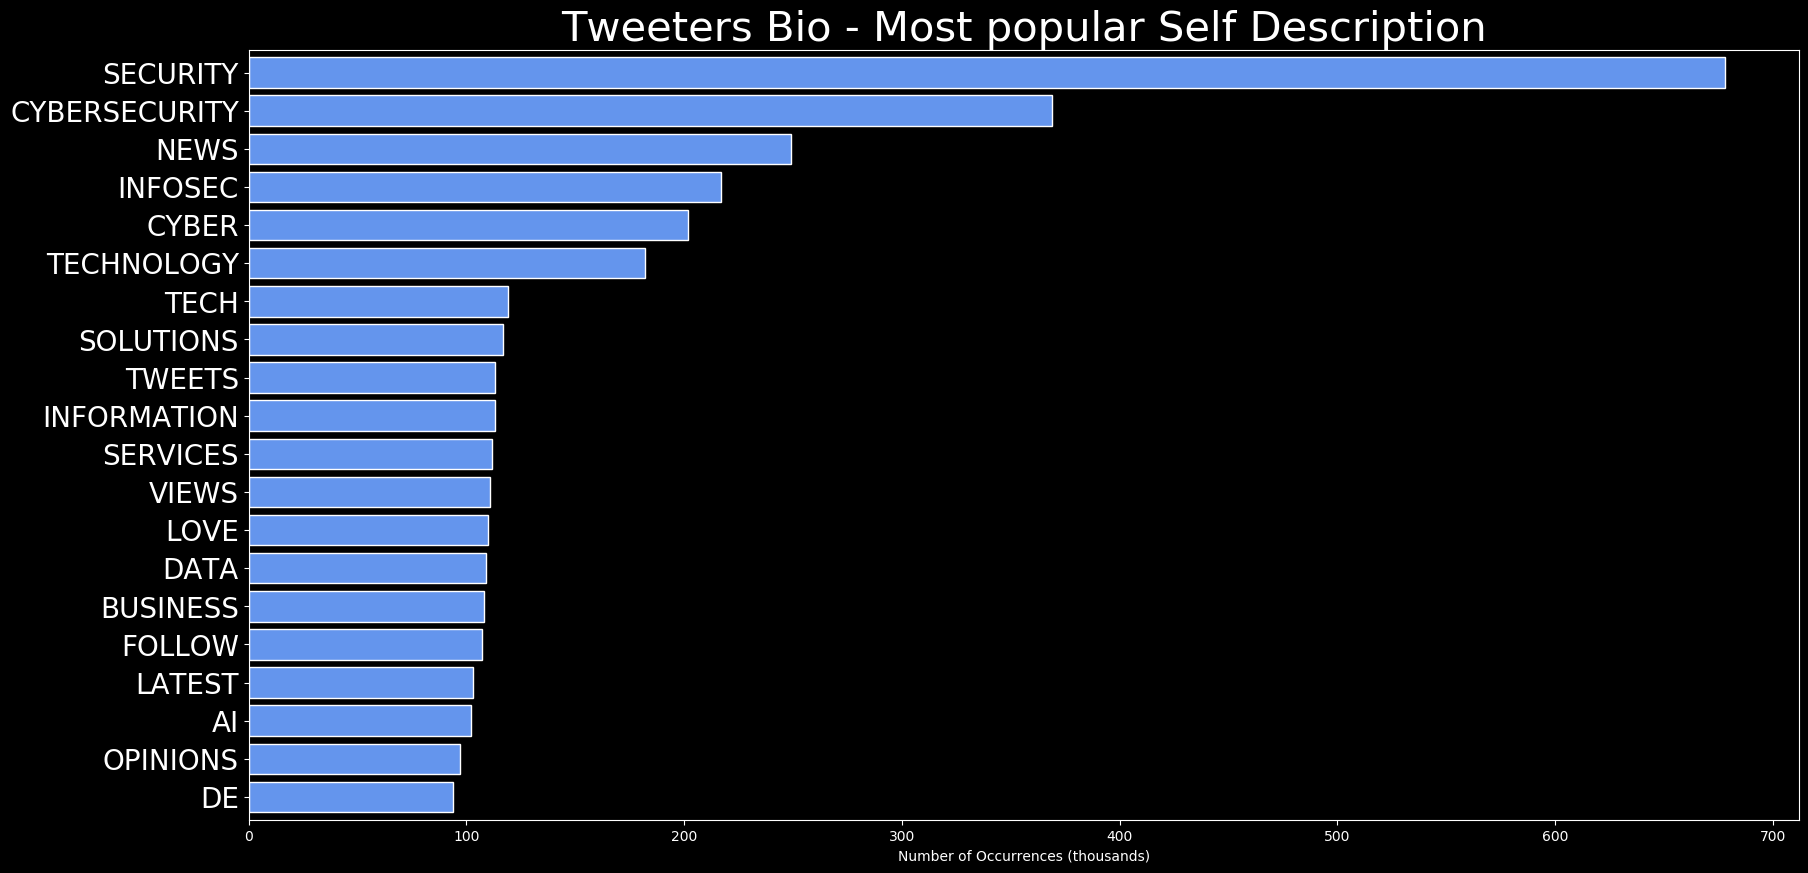 Tweeters Bio - Most popular Self Description
SECURITY
CYBERSECURITY
NEWS
INFOSEC
CYBER
TECHNOLOGY
TECH
SOLUTIONS
TWEETS
INFORMATION
SERVICES
VIEWS
LOVE
DATA
BUSINESS
FOLLOW
LATEST
AI
OPINIONS
DE
0 100 200 300 400 500 600 700
Number of Occurrences (thousands)